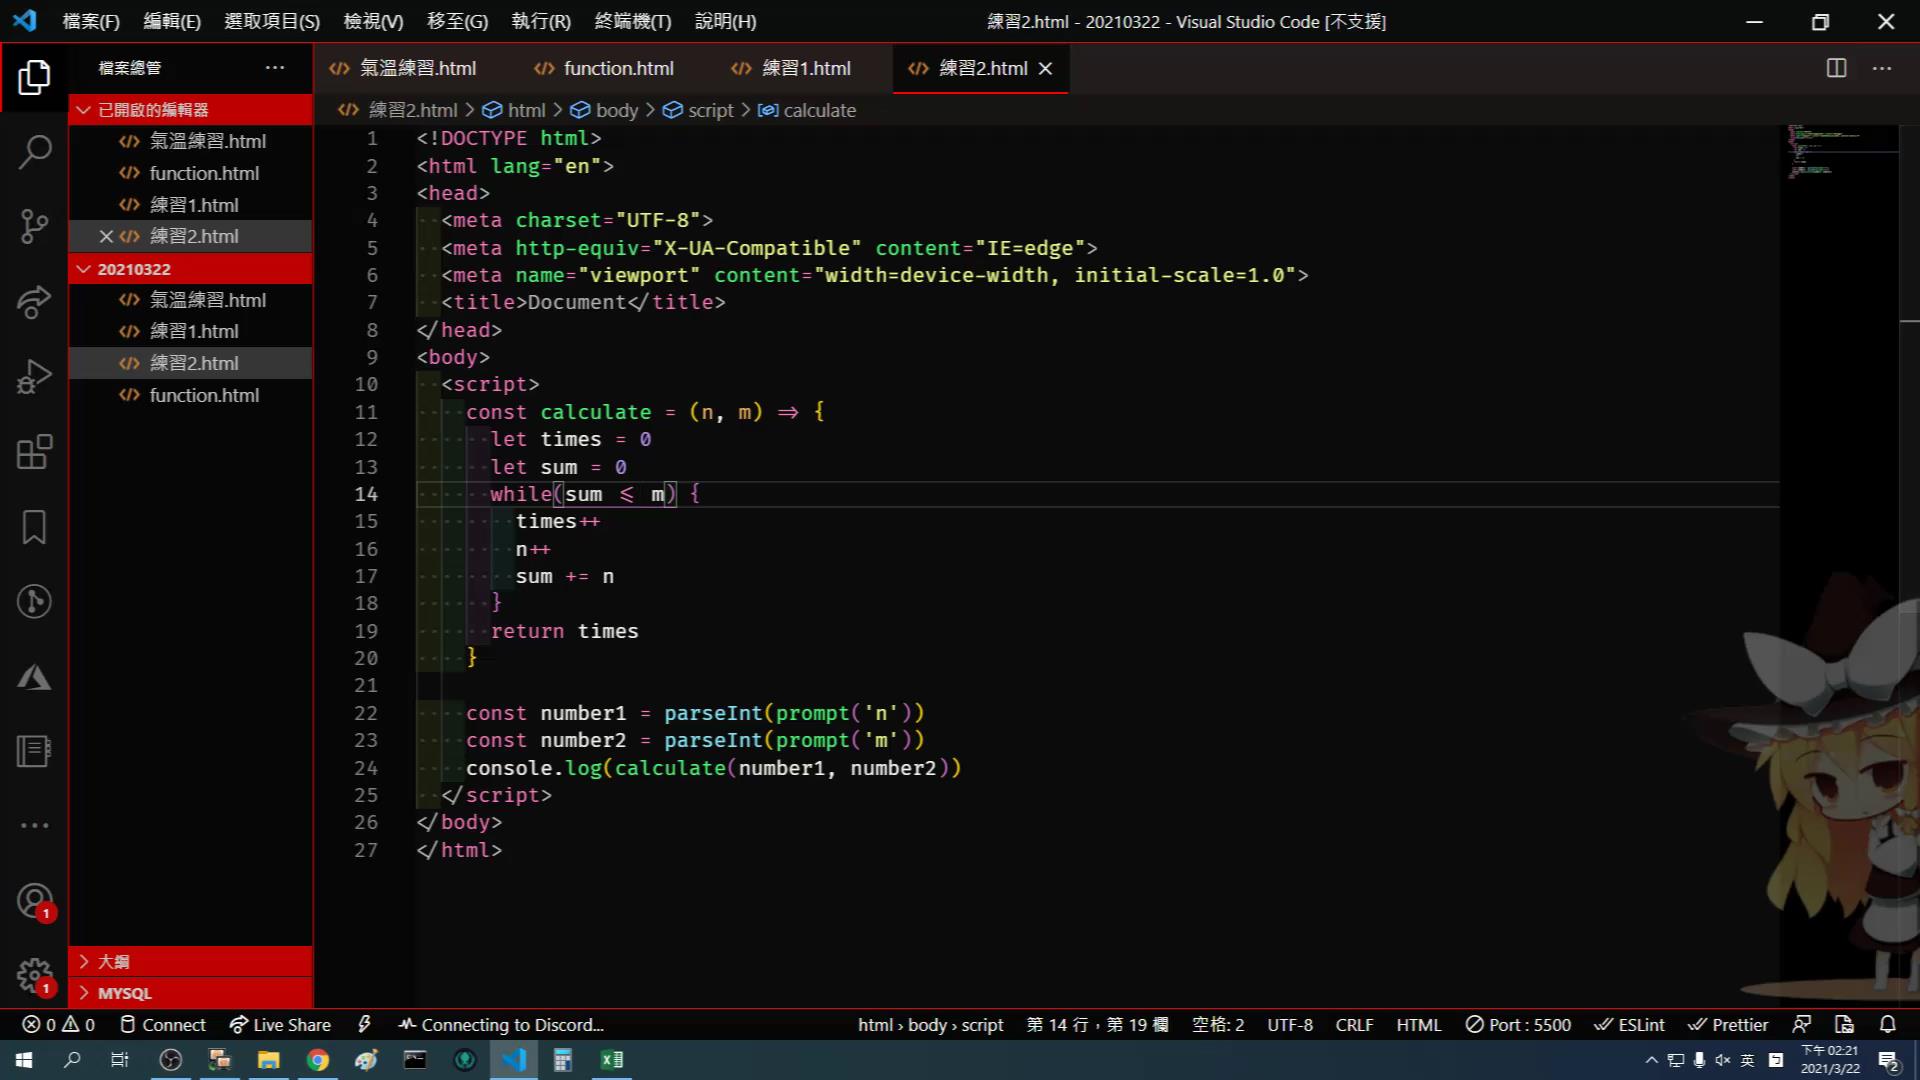 檔案(F) 編輯(E) 選取項目(S) 檢視(V) 移至(G) 執行(R) 終端機(T) 說明(H) 練習2.html - 20210322 - Visual Studio Code [不支援]
檔案總管
氣溫練習.html function.html 練習1.html 練習2.html
已開啟的編輯器
氣溫練習.html
function.html
練習1.html
練習2.html
20210322
氣溫練習.html
練習1.html
練習2.html
function.html
大綱
MYSQL
練習2.html > html > body > script > calculate
1 <!DOCTYPE html>
2 <html lang="en">
3 <head>
4 <meta charset="UTF-8">
5 <meta http-equiv="X-UA-Compatible" content="IE=edge">
6 <meta name="viewport" content="width=device-width, initial-scale=1.0">
7 <title>Document</title>
8 </head>
9 <body>
10 <script>
11 const calculate = (n, m) => {
12 let times = 0
13 let sum = 0
14 while(sum <= m) {
15 times++
16 n++
17 sum += n
18 }
19 return times
20 }
21
22 const number1 = parseInt(prompt('n'))
23 const number2 = parseInt(prompt('m'))
24 console.log(calculate(number1, number2))
25 </script>
26 </body>
27 </html>
1
1
0 0 Connect Live Share Connecting to Discord... html › body › script 第 14 行，第 19 欄 空格: 2 UTF-8 CRLF HTML Port : 5500 ESLint Prettier
英 下午 02:21
2021/3/22 2